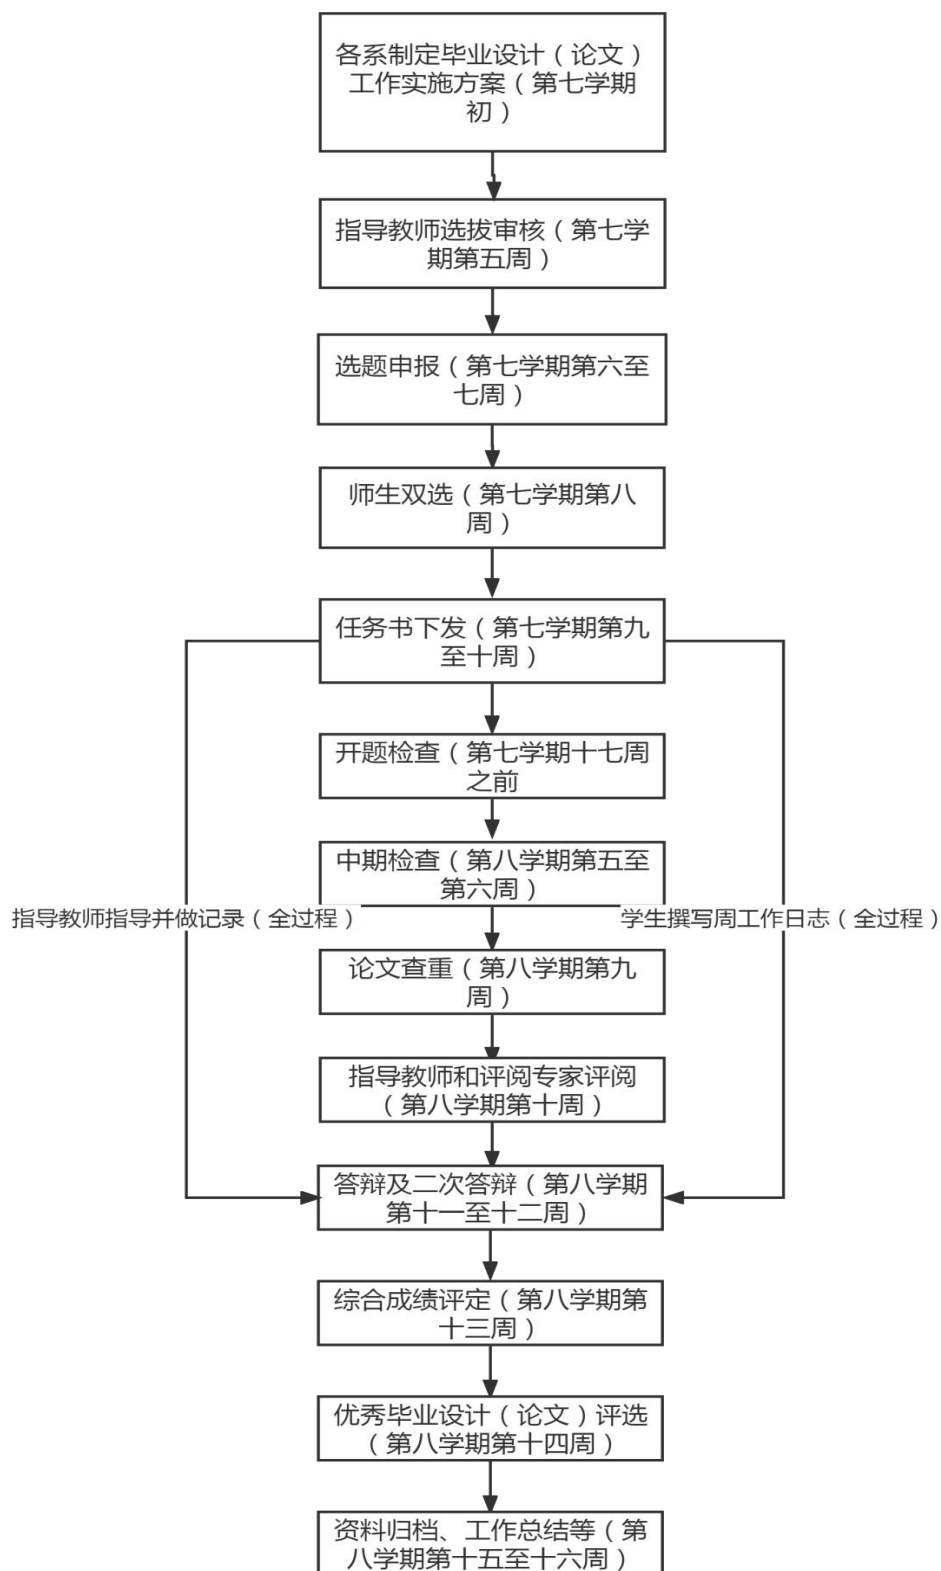 各系制定毕业设计（论文）
工作实施方案（第七学期
初）
指导教师选拔审核（第七学
期第五周）
选题申报（第七学期第六至
七周）
师生双选（第七学期第八
周）
任务书下发（第七学期第九
至十周）
开题检查（第七学期十七周
之前
中期检查（第八学期第五至
第六周）
指导教师指导并做记录（全过程）
学生撰写周工作日志（全过程）
论文查重（第八学期第九
周）
指导教师和评阅专家评阅
（第八学期第十周）
答辩及二次答辩（第八学期
第十一至十二周）
综合成绩评定（第八学期第
十三周）
优秀毕业设计（论文）评选
（第八学期第十四周）
资料归档、工作总结等（第
八学期第十五至十六周）